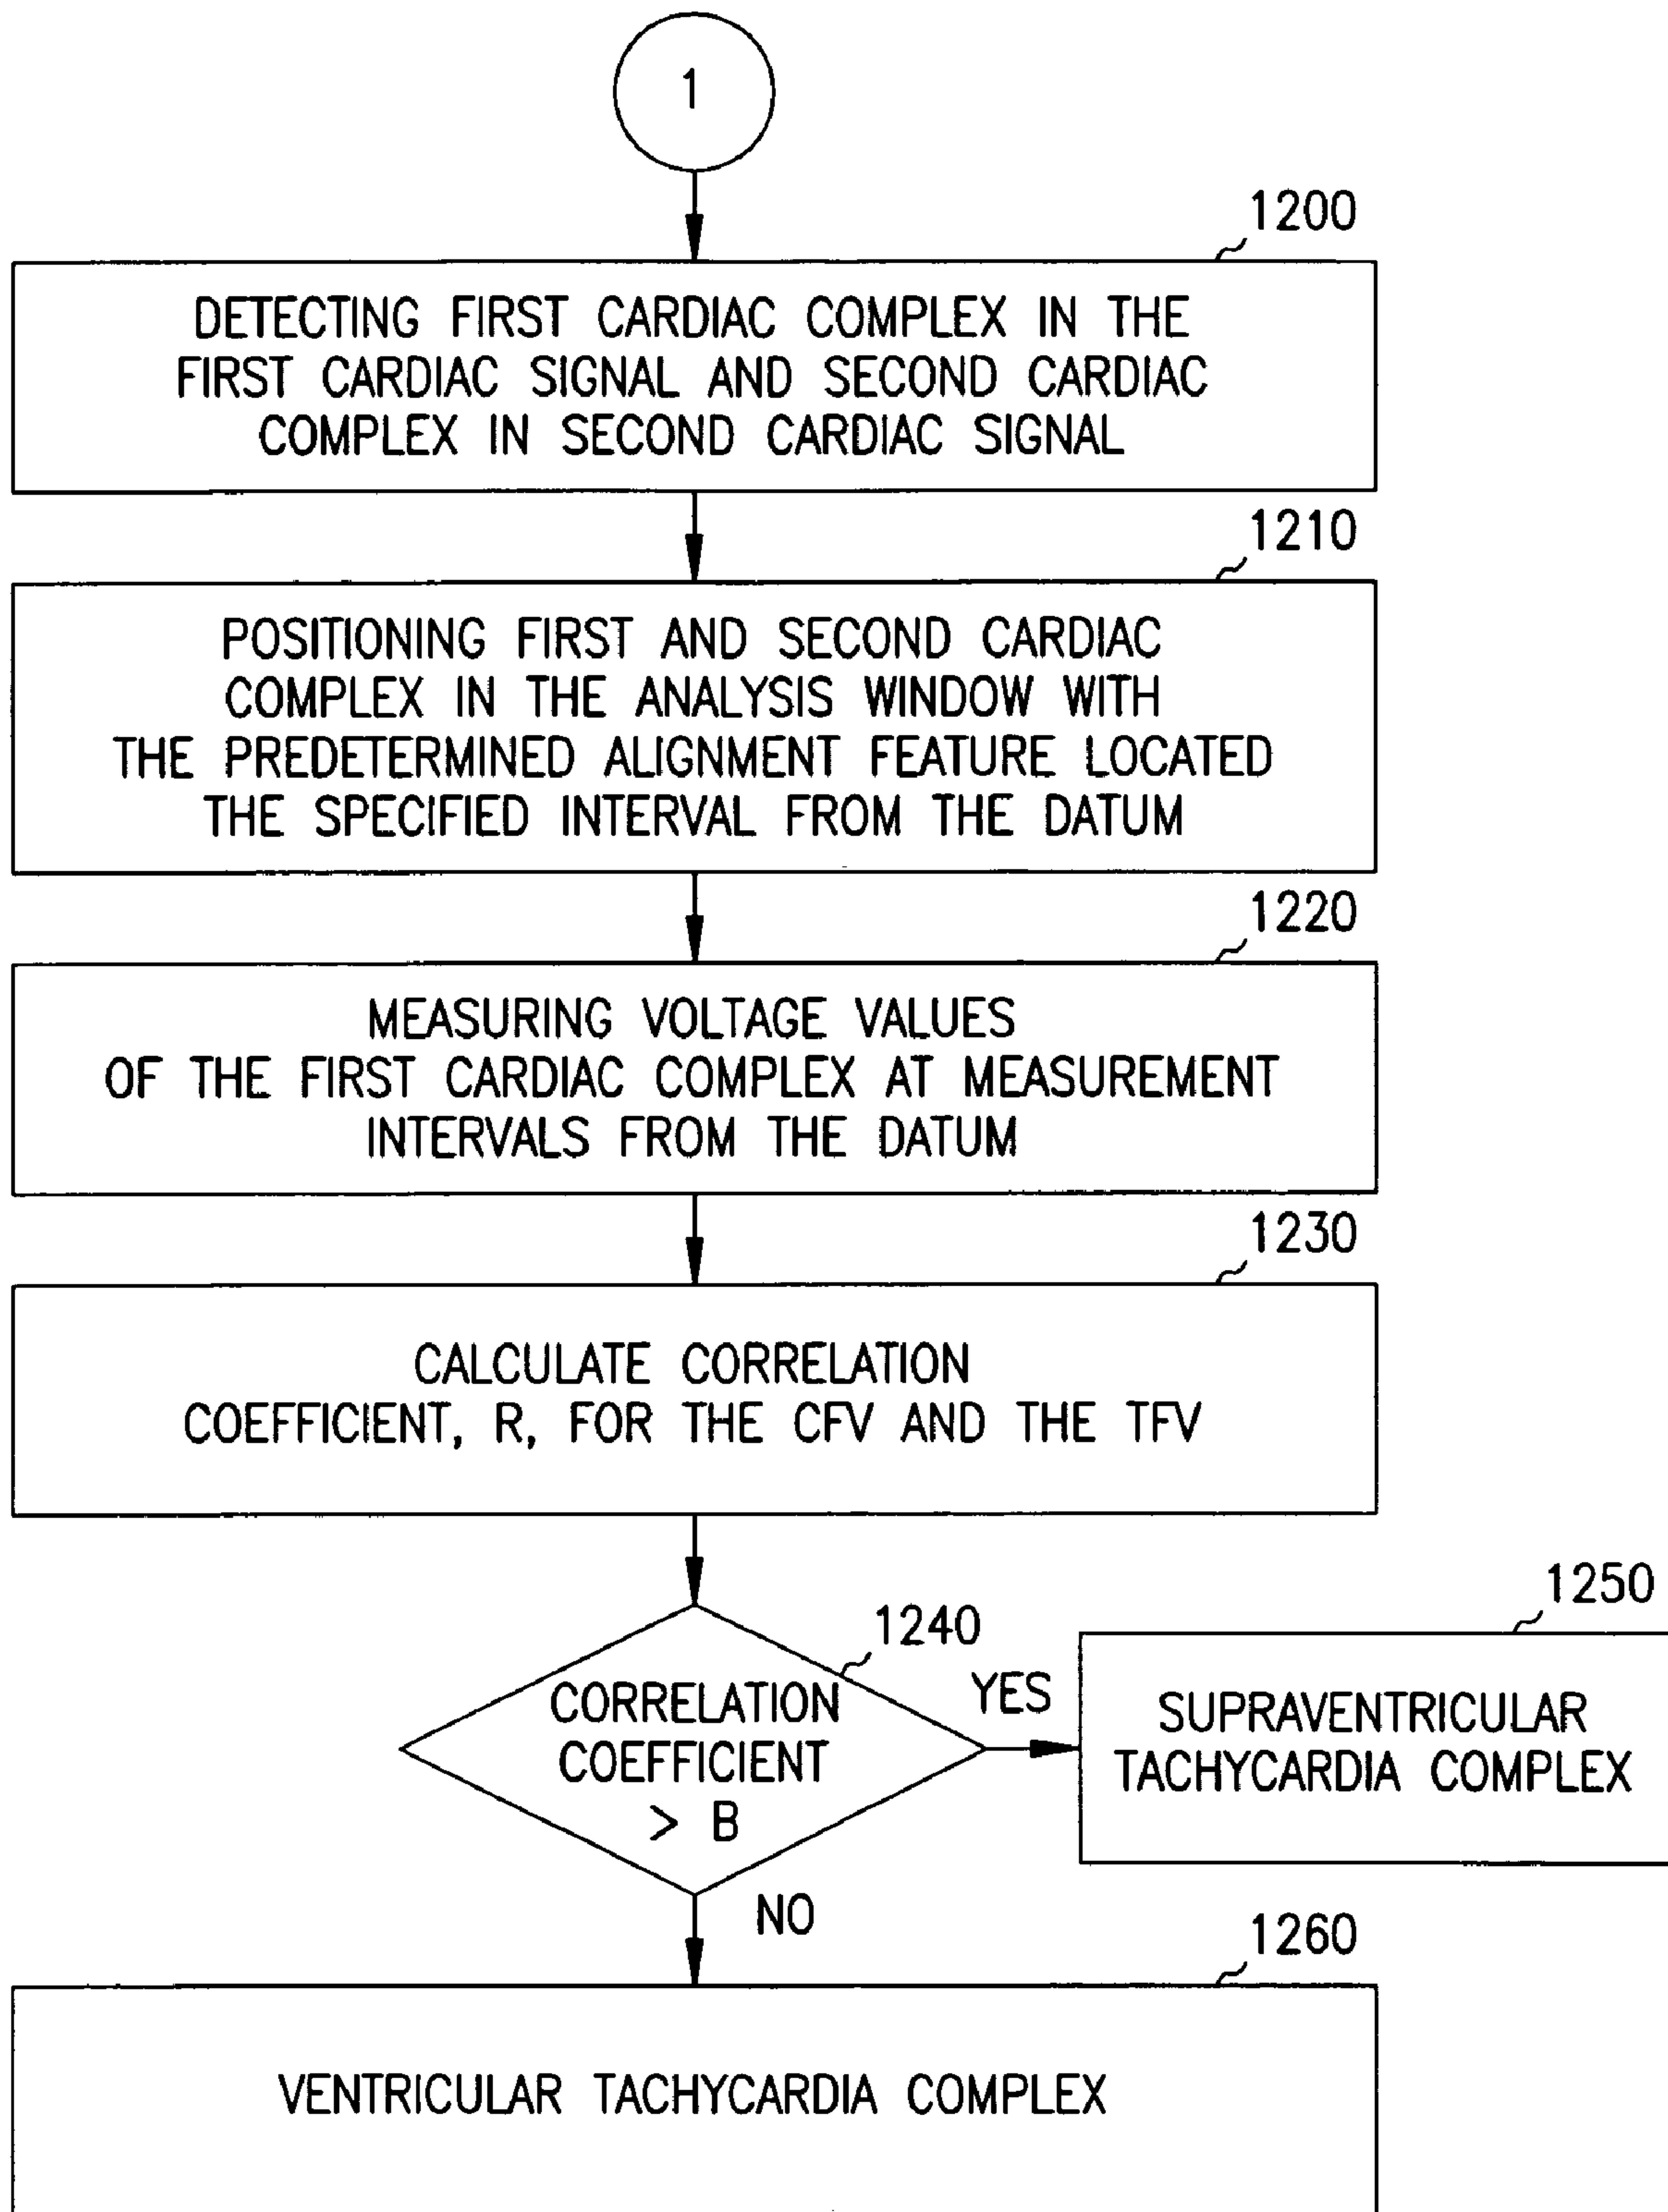 1
1200
DETECTING FIRST CARDIAC COMPLEX IN THE
FIRST CARDIAC SIGNAL AND SECOND CARDIAC
COMPLEX IN SECOND CARDIAC SIGNAL
1210
POSITIONING FIRST AND SECOND CARDIAC
COMPLEX IN THE ANALYSIS WINDOW WITH
THE PREDETERMINED ALIGNMENT FEATURE LOCATED
THE SPECIFIED INTERVAL FROM THE DATUM
1220
MEASURING VOLTAGE VALUES
OF THE FIRST CARDIAC COMPLEX AT MEASUREMENT
INTERVALS FROM THE DATUM
1230
CALCULATE CORRELATION
COEFFICIENT, R, FOR THE CFV AND THE TFV
1240
CORRELATION
COEFFICIENT
> B
YES
1250
SUPRAVENTRICULAR
TACHYCARDIA COMPLEX
NO
1260
VENTRICULAR TACHYCARDIA COMPLEX